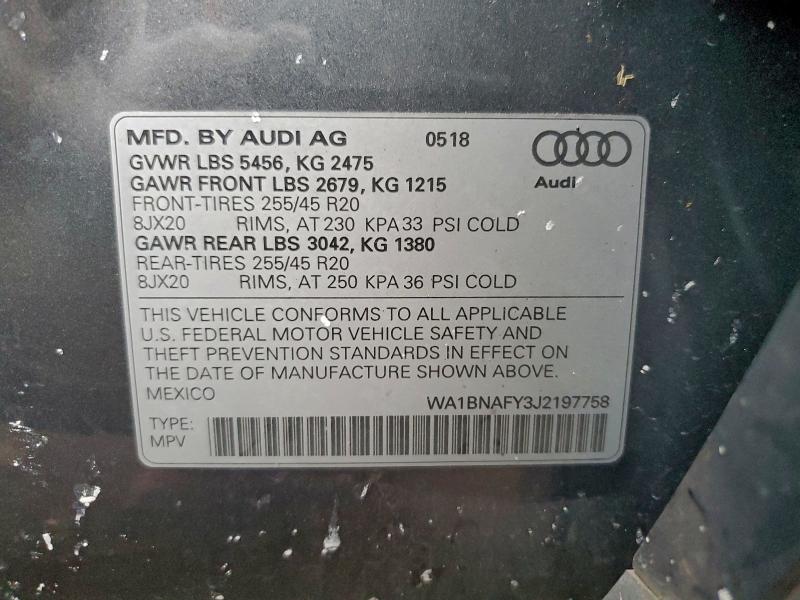 MFD. BY AUDI AG 0518
GVWR LBS 5456, KG 2475
GAWR FRONT LBS 2679, KG 1215
Audi
FRONT-TIRES 255/45 R20
8JX20 RIMS, AT 230 KPA 33 PSI COLD
GAWR REAR LBS 3042, KG 1380
REAR-TIRES 255/45 R20
8JX20 RIMS, AT 250 KPA 36 PSI COLD
THIS VEHICLE CONFORMS TO ALL APPLICABLE
U.S. FEDERAL MOTOR VEHICLE SAFETY AND
THEFT PREVENTION STANDARDS IN EFFECT ON
THE DATE OF MANUFACTURE SHOWN ABOVE.
MEXICO WA1BNAFY3J2197758
TYPE:
MPV